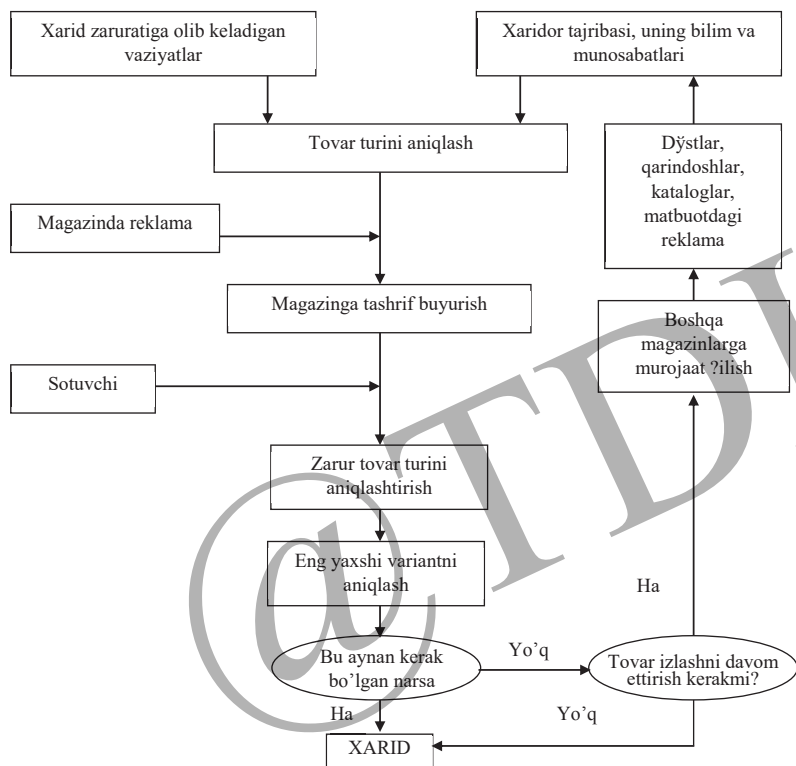 Xarid zaruratiga olib keladigan
vaziyatlar
Xaridor tajribasi, uning bilim va
munosabatlari
Tovar turini aniqlash
Dўstlar,
qarindoshlar,
kataloglar,
matbuotdagi
reklama
Magazinda reklama
Magazinga tashrif buyurish
Boshqa
magazinlarga
murojaat ?ilish
Sotuvchi
Zarur tovar turini
aniqlashtirish
Eng yaxshi variantni
aniqlash
Ha
Bu aynan kerak
bo’lgan narsa
Yo’q
Tovar izlashni davom
ettirish kerakmi?
Ha
Yo’q
XARID